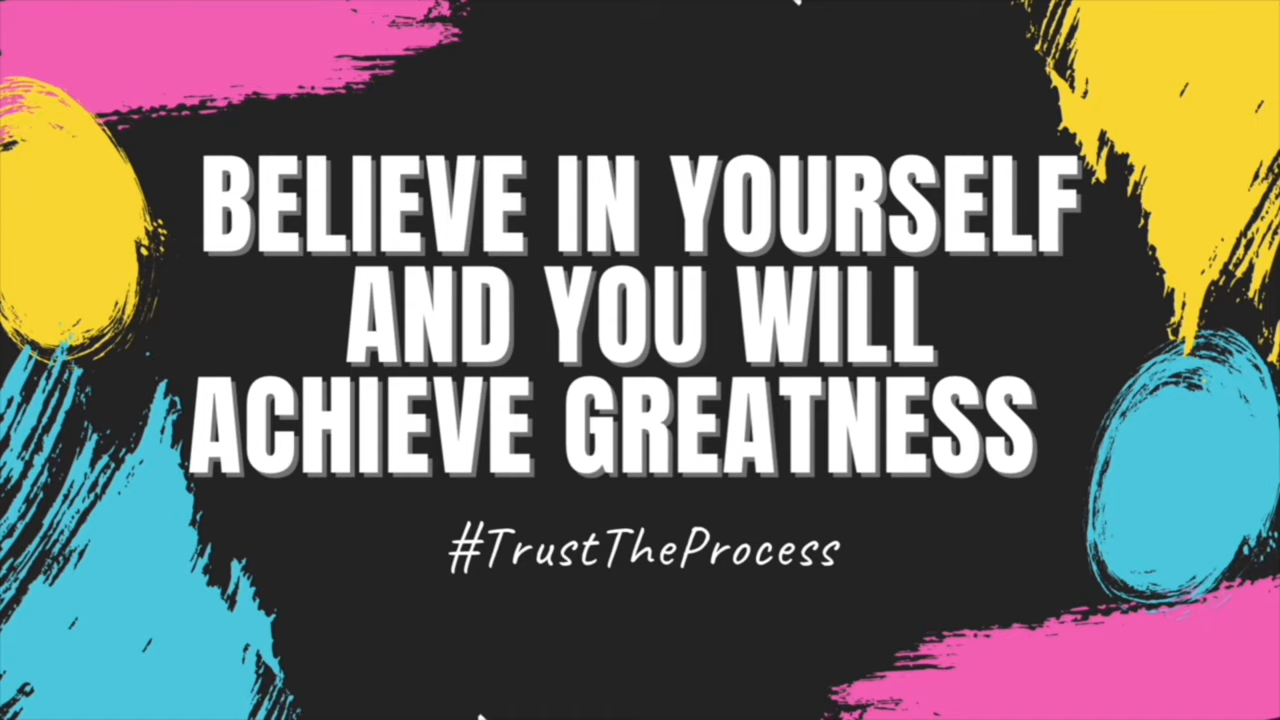 BELIEVE IN YOURSELF
AND YOU WILL
ACHIEVE GREATNESS
#TrustTheProcess